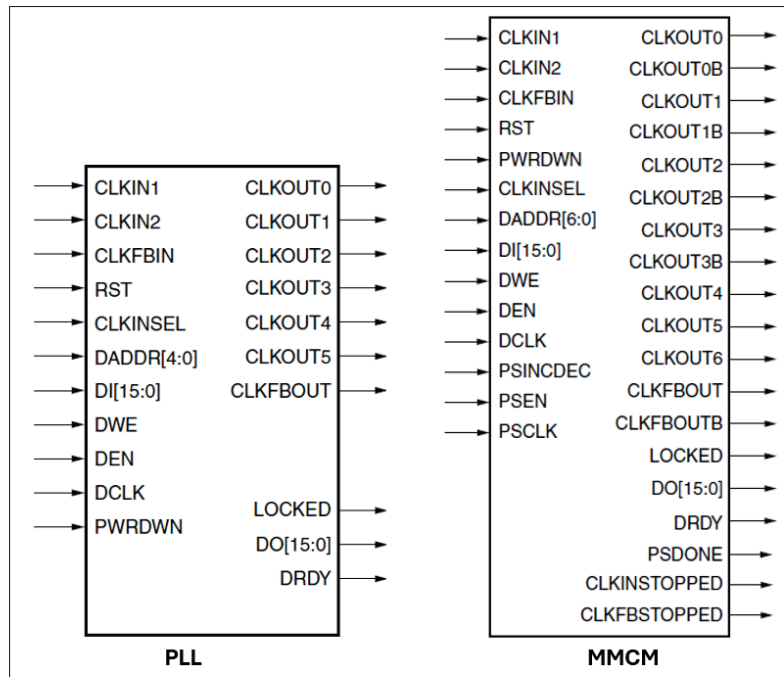 CLKIN1
CLKIN2
CLKFBIN
RST
CLKINSEL
DADDR[4:0]
DI[15:0]
DWE
DEN
DCLK
PWRDWN
CLKOUT0
CLKOUT1
CLKOUT2
CLKOUT3
CLKOUT4
CLKOUT5
CLKFBOUT
LOCKED
DO[15:0]
DRDY
PLL
CLKIN1
CLKIN2
CLKFBIN
RST
PWRDWN
CLKINSEL
DADDR[6:0]
DI[15:0]
DWE
DEN
DCLK
PSINCDEC
PSEN
PSCLK
CLKOUT0
CLKOUT0B
CLKOUT1
CLKOUT1B
CLKOUT2
CLKOUT2B
CLKOUT3
CLKOUT3B
CLKOUT4
CLKOUT5
CLKOUT6
CLKFBOUT
CLKFBOUTB
LOCKED
DO[15:0]
DRDY
PSDONE
CLKINSTOPPED
CLKFBSTOPPED
MMCM